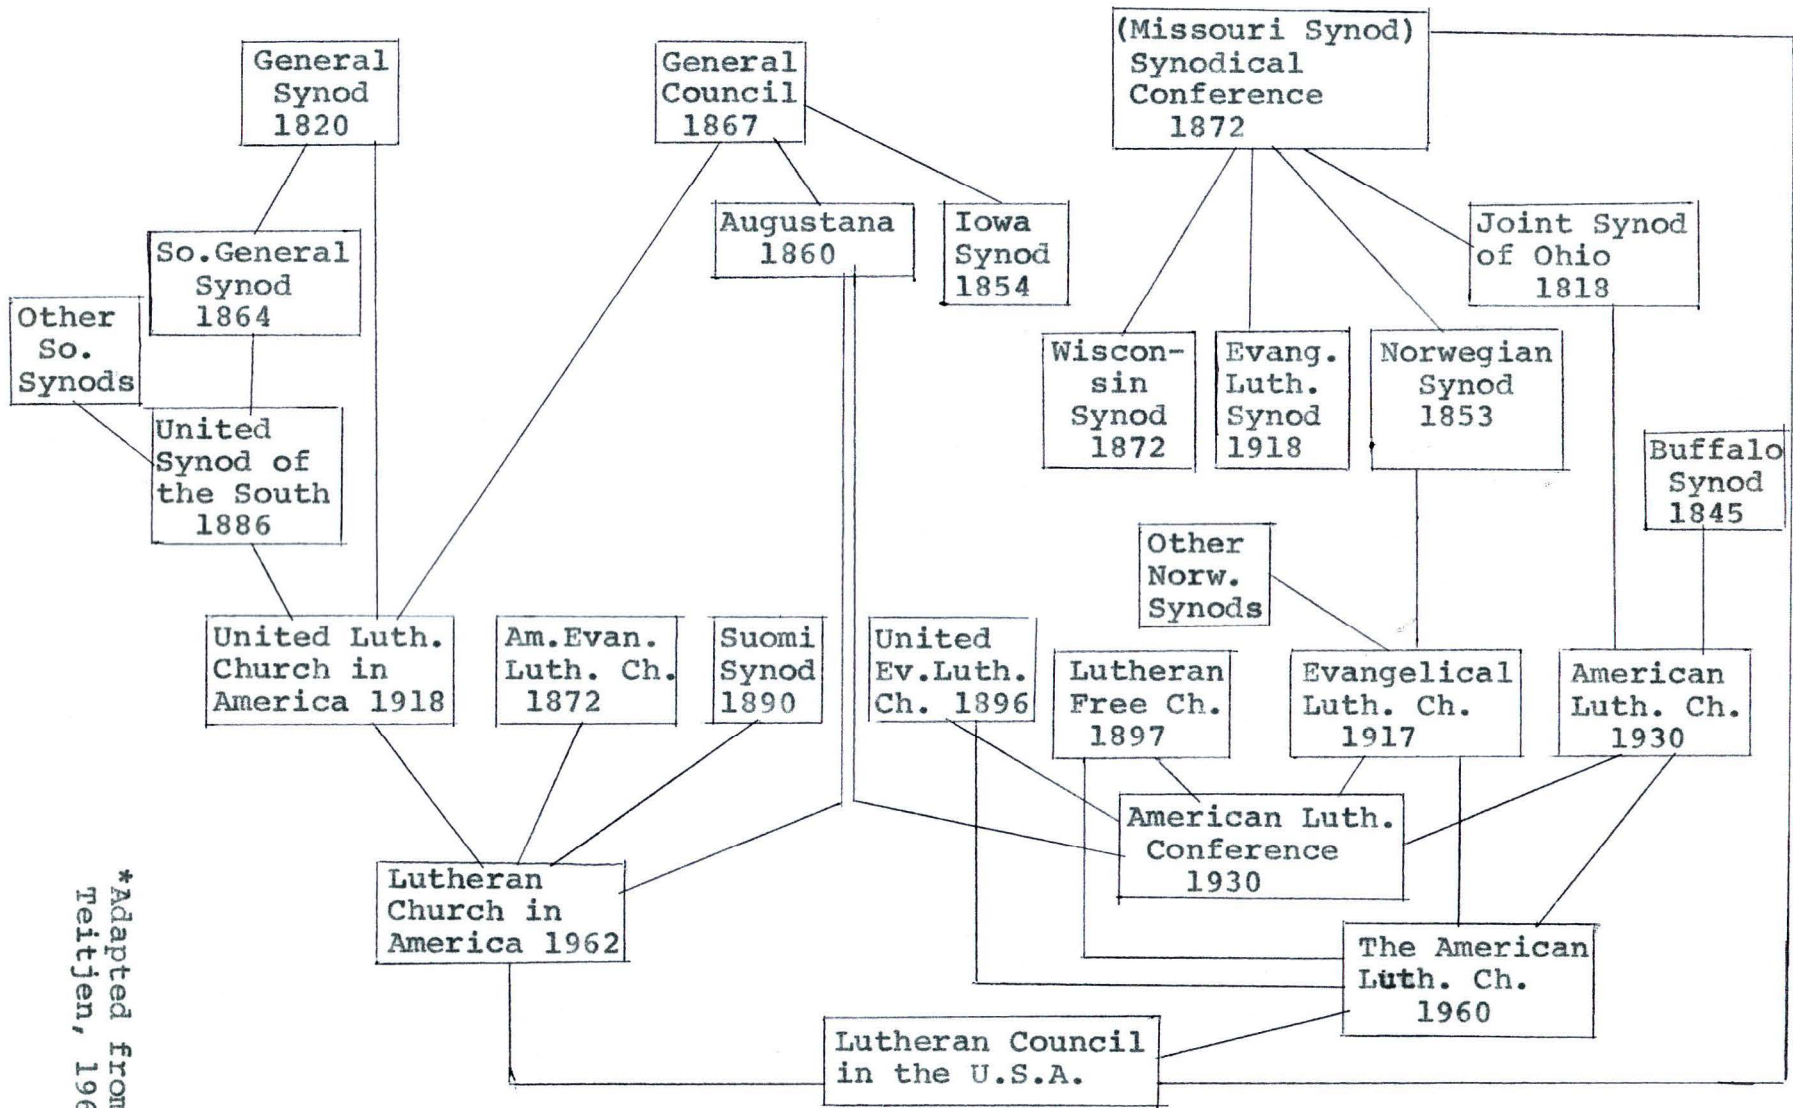 General
Synod
1820
General
Council
1867
(Missouri Synod)
Synodical
Conference
1872
So.General
Synod
1864
Augustana
1860
Iowa
Synod
1854
Joint Synod
of Ohio
1818
Other
So.
Synods
Wiscon-
sin
Synod
1872
Evang.
Luth.
Synod
1918
Norwegian
Synod
1853
United
Synod of
the South
1886
Buffalo
Synod
1845
Other
Norw.
Synods
United Luth.
Church in
America 1918
Am.Evan.
Luth. Ch.
1872
Suomi
Synod
1890
United
Ev.Luth.
Ch. 1896
Lutheran
Free Ch.
1897
Evangelical
Luth. Ch.
1917
American
Luth. Ch.
1930
American Luth.
Conference
1930
Lutheran
Church in
America 1962
The American
Luth. Ch.
1960
Lutheran Council
in the U.S.A.
*Adapted from
Teitjen, 196